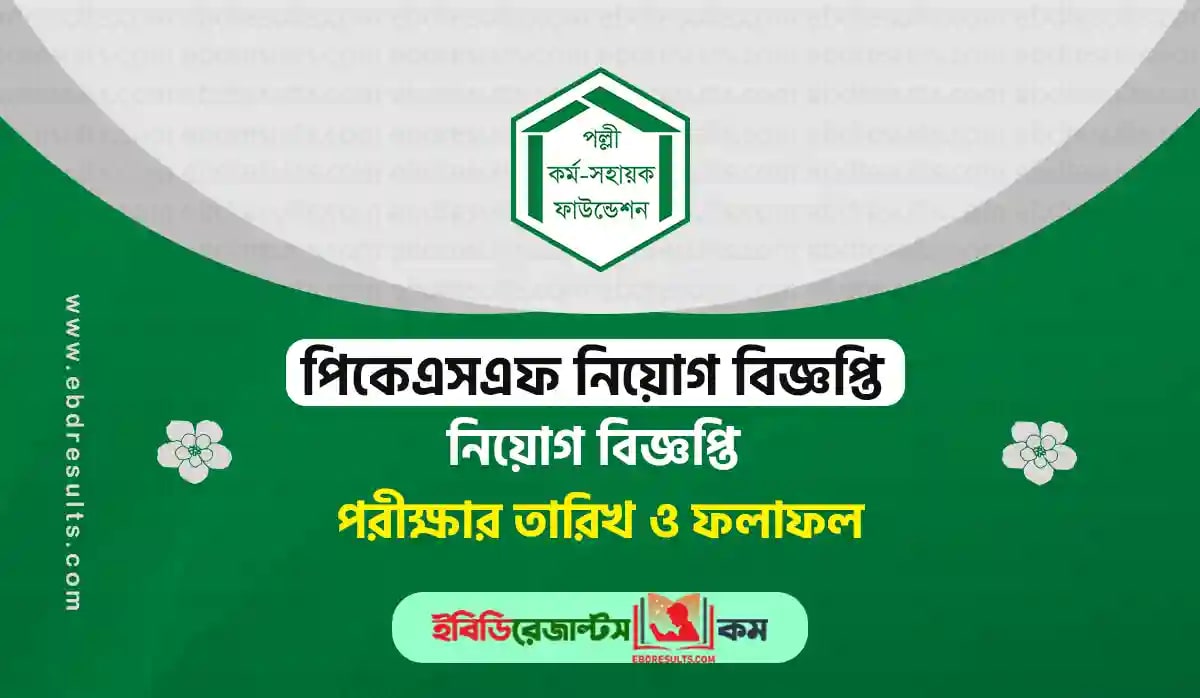 পল্লী
কর্ম-সহায়ক
ফাউন্ডেশন
পিকেএসএফ নিয়োগ বিজ্ঞপ্তি
নিয়োগ বিজ্ঞপ্তি
পরীক্ষার তারিখ ও ফলাফল
www.ebdresults.com
ইবিডিরেজাল্টস কম
EBDRESULTS.COM